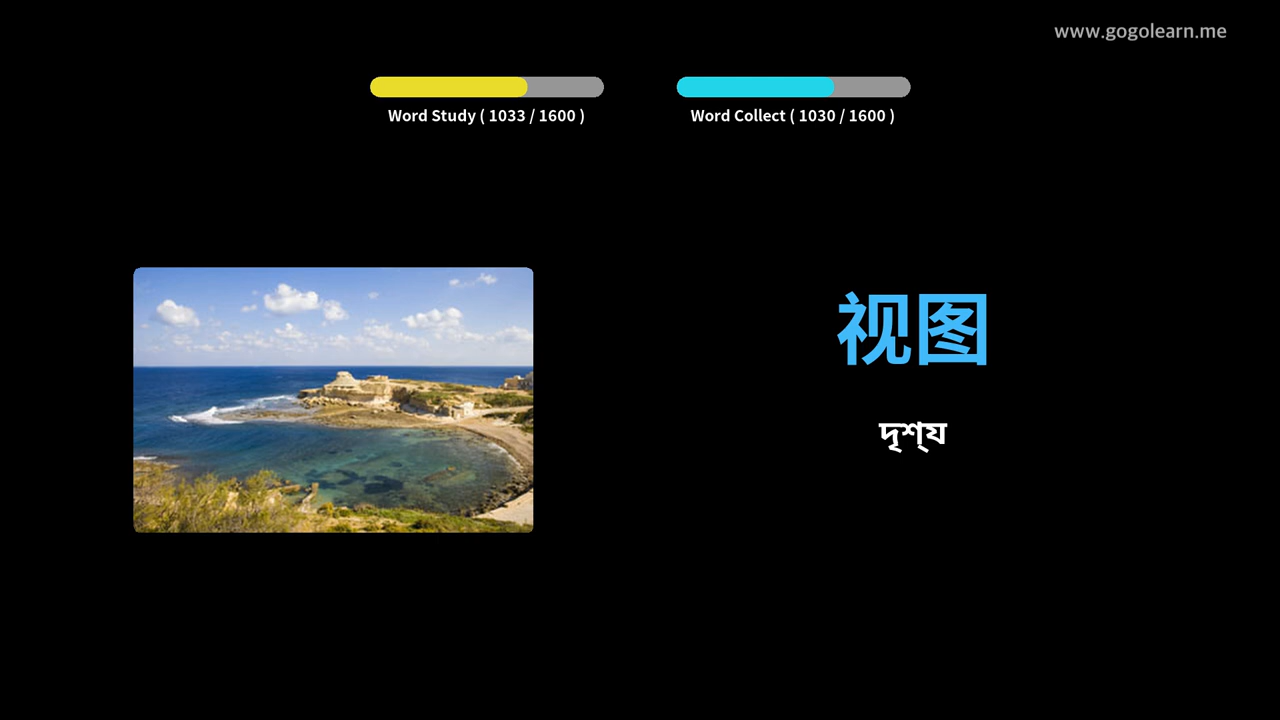 www.gogolearn.me
Word Study ( 1033 / 1600 )
Word Collect ( 1030 / 1600 )
视图
দৃশ্য